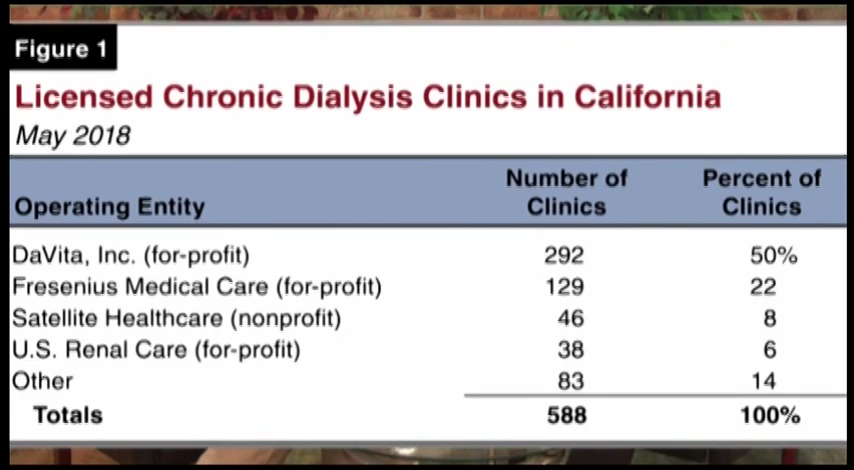 Figure 1
Licensed Chronic Dialysis Clinics in California
May 2018
Operating Entity Number of Clinics Percent of Clinics
DaVita, Inc. (for-profit) 292 50%
Fresenius Medical Care (for-profit) 129 22
Satellite Healthcare (nonprofit) 46 8
U.S. Renal Care (for-profit) 38 6
Other 83 14
Totals 588 100%